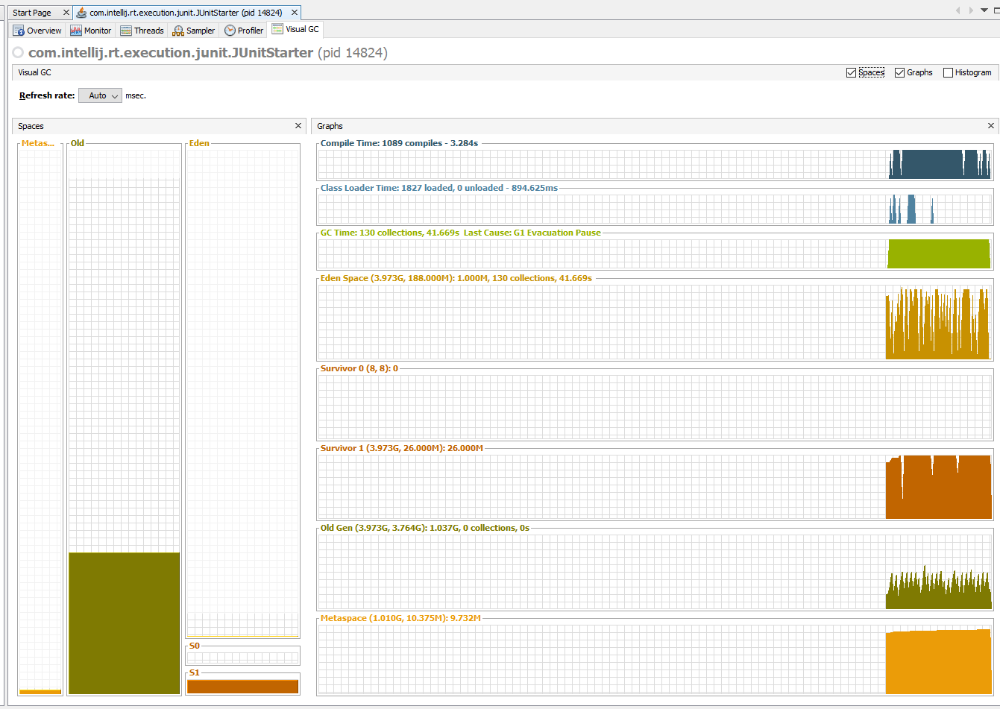 Start Page
com.intellij.rt.execution.junit.JUnitStarter (pid 14824)
Overview Monitor Threads Sampler Profiler Visual GC
com.intellij.rt.execution.junit.JUnitStarter (pid 14824)
Visual GC
Spaces Graphs Histogram
Refresh rate: Auto msec.
Spaces
Metas... Old Eden
S0
S1
Graphs
Compile Time: 1089 compiles - 3.284s
Class Loader Time: 1827 loaded, 0 unloaded - 894.625ms
GC Time: 130 collections, 41.669s Last Cause: G1 Evacuation Pause
Eden Space (3.973G, 188.000M): 1.000M, 130 collections, 41.669s
Survivor 0 (8, 8): 0
Survivor 1 (3.973G, 26.000M): 26.000M
Old Gen (3.973G, 3.764G): 1.037G, 0 collections, 0s
Metaspace (1.010G, 10.375M): 9.732M